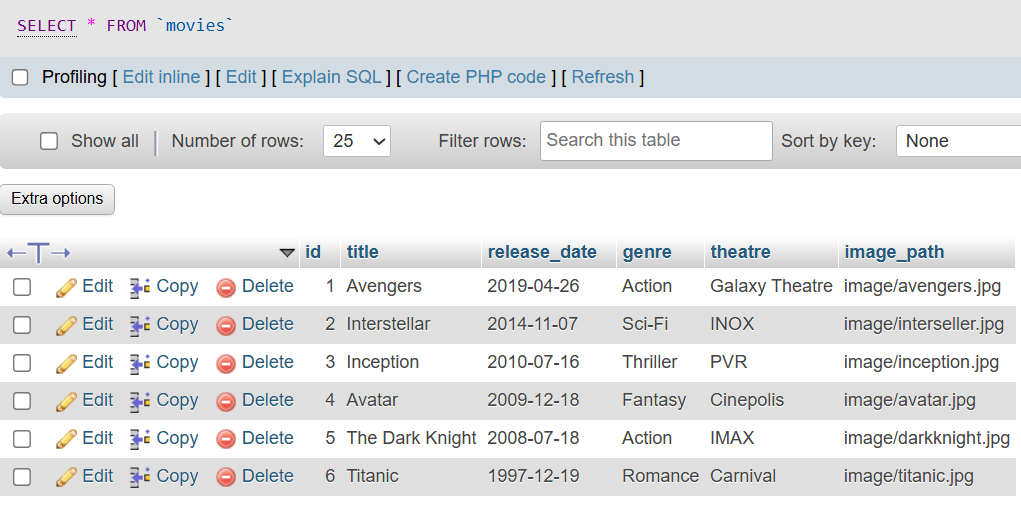 SELECT * FROM `movies`
Profiling [ Edit inline ] [ Edit ] [ Explain SQL ] [ Create PHP code ] [ Refresh ]
Show all | Number of rows: 25 Filter rows: Search this table Sort by key: None
Extra options
←T→ id title release_date genre theatre image_path
Edit Copy Delete 1 Avengers 2019-04-26 Action Galaxy Theatre image/avengers.jpg
Edit Copy Delete 2 Interstellar 2014-11-07 Sci-Fi INOX image/interseller.jpg
Edit Copy Delete 3 Inception 2010-07-16 Thriller PVR image/inception.jpg
Edit Copy Delete 4 Avatar 2009-12-18 Fantasy Cinepolis image/avatar.jpg
Edit Copy Delete 5 The Dark Knight 2008-07-18 Action IMAX image/darkknight.jpg
Edit Copy Delete 6 Titanic 1997-12-19 Romance Carnival image/titanic.jpg